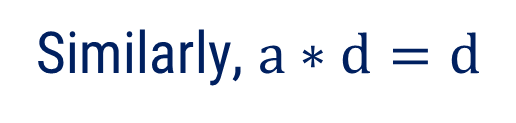 Similarly, a ∗ d = d